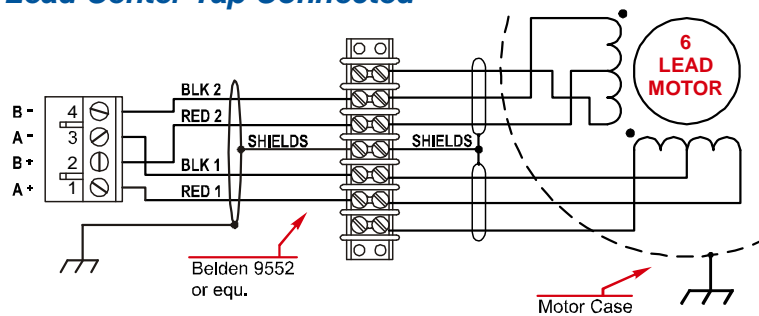 Lead Center Tap Connected
6
LEAD
MOTOR
B - 4
A - 3
B + 2
A + 1
BLK 2
RED 2
SHIELDS
SHIELDS
BLK 1
RED 1
Belden 9552
or equ.
Motor Case